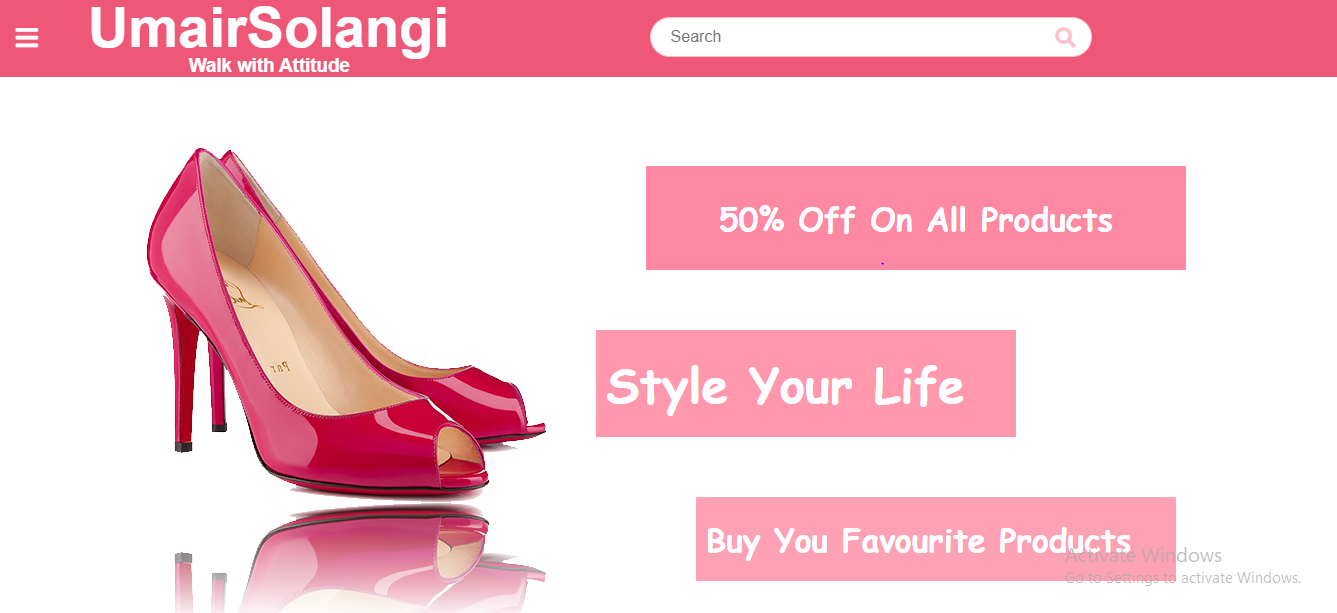 UmairSolangi
Walk with Attitude
Search
50% Off On All Products
Style Your Life
Buy You Favourite Products
Activate Windows
Go to Settings to activate Windows.